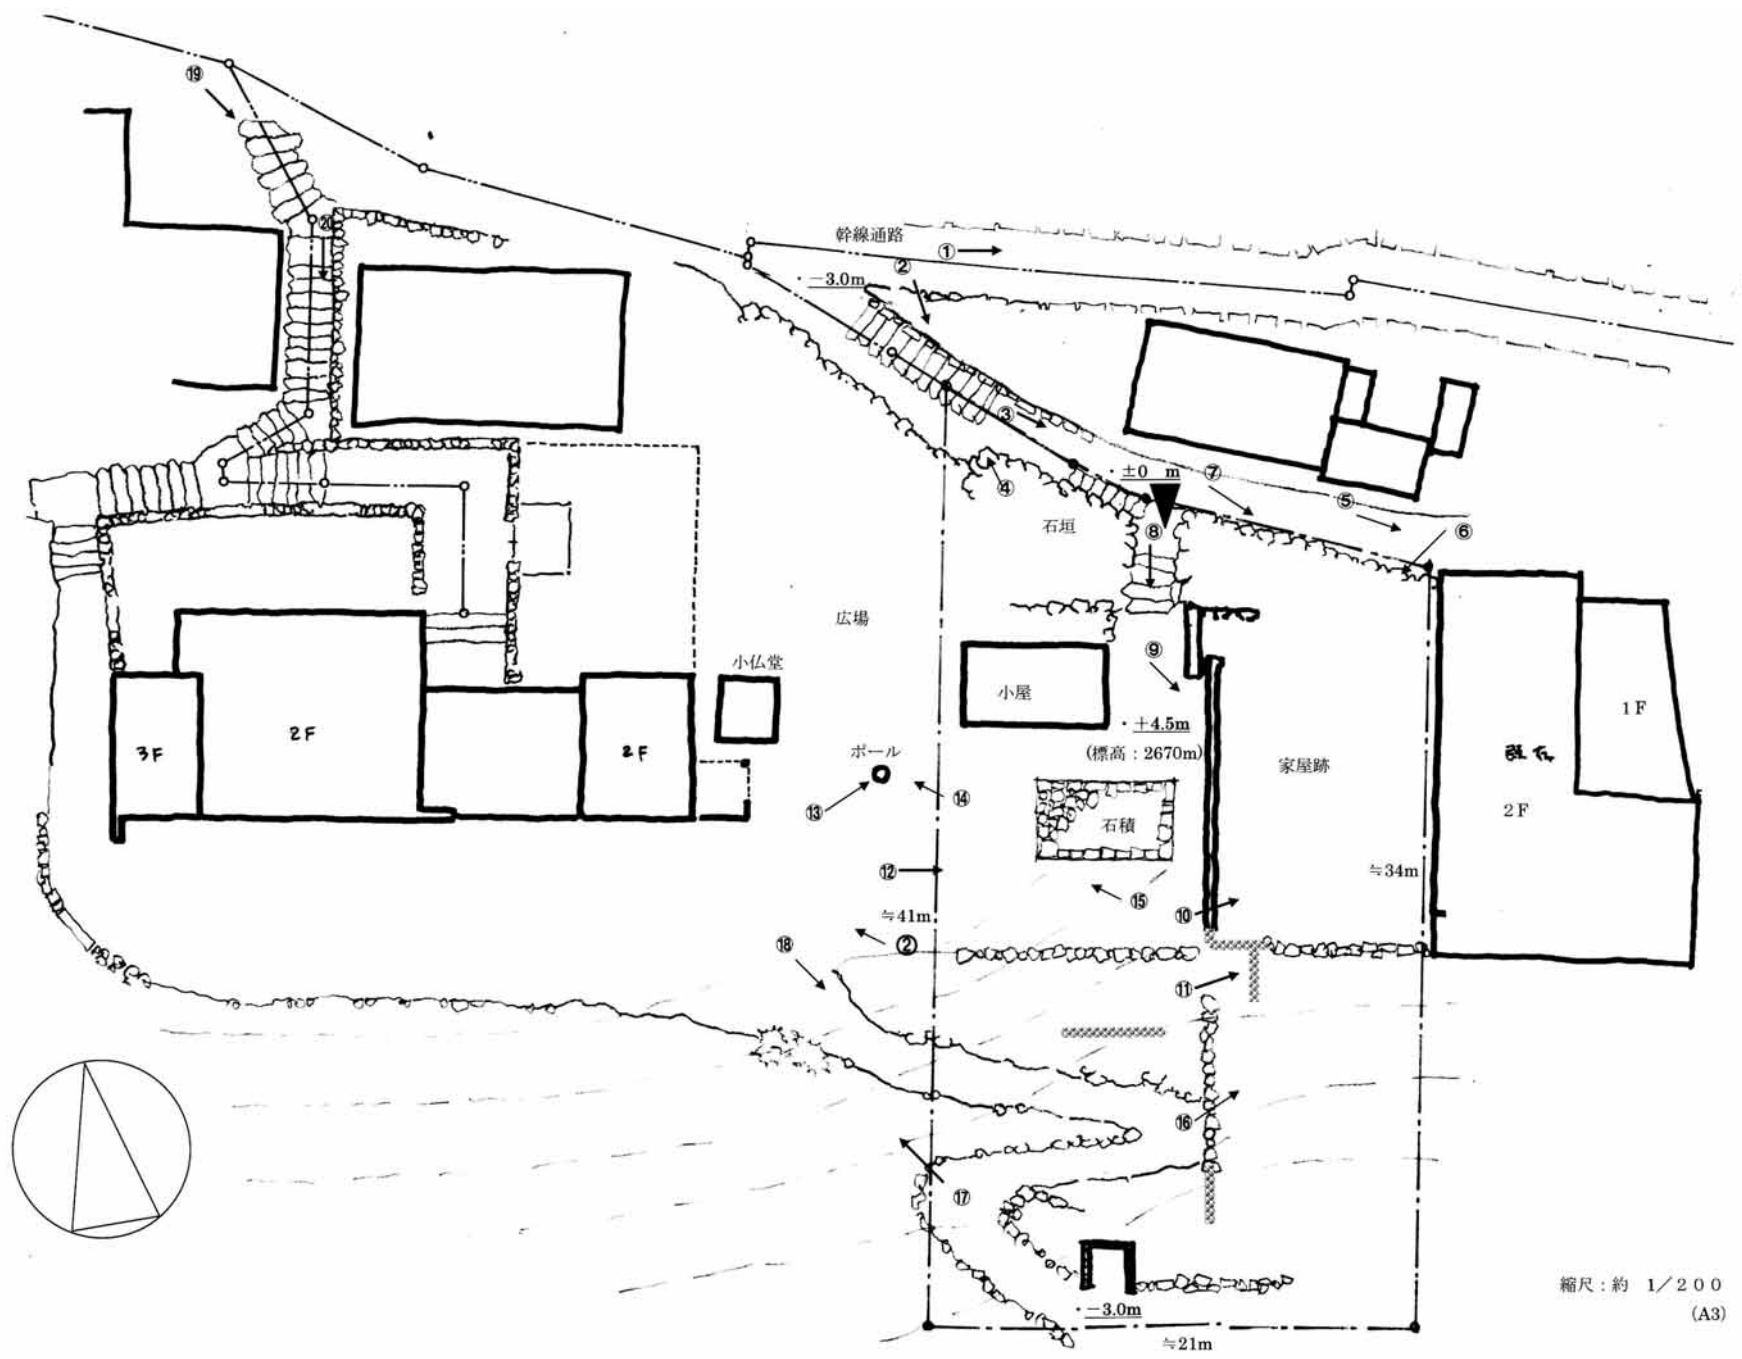 ⑲
⑳
幹線通路
① 
②
−3.0m
③
④
±0 m
⑦
⑤
⑥
⑧
石垣
広場
小仏堂
⑨
小屋
+4.5m
(標高：2670m)
家屋跡
1F
2F
3F
2F
2F
ポール
⑬
⑭
石積
⑫
≒34m
⑮
⑩
≒41m
②
⑱
⑪
⑯
⑰
−3.0m
≒21m
縮尺：約 1／200
(A3)